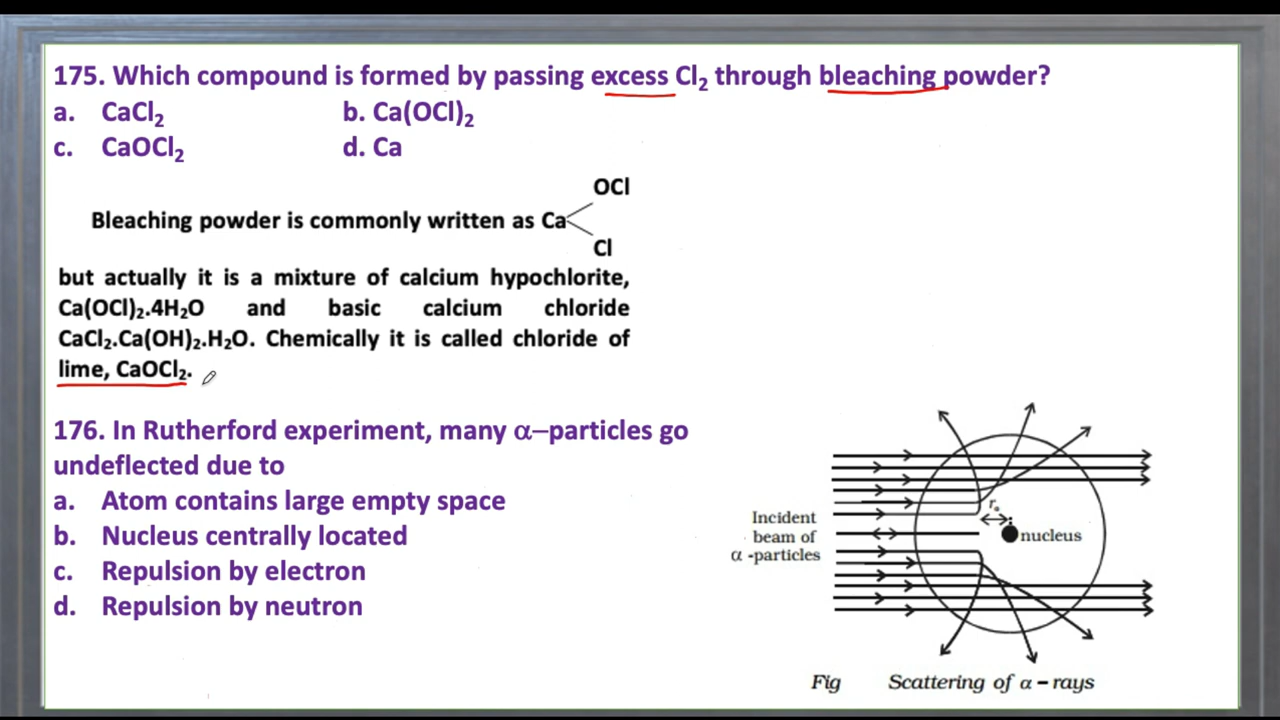 175. Which compound is formed by passing excess Cl₂ through bleaching powder?
a. CaCl₂ b. Ca(OCl)₂
c. CaOCl₂ d. Ca
OCl
Bleaching powder is commonly written as Ca
Cl
but actually it is a mixture of calcium hypochlorite,
Ca(OCl)₂.4H₂O and basic calcium chloride
CaCl₂.Ca(OH)₂.H₂O. Chemically it is called chloride of
lime, CaOCl₂.
176. In Rutherford experiment, many α–particles go
undeflected due to
a. Atom contains large empty space
b. Nucleus centrally located
c. Repulsion by electron
d. Repulsion by neutron
Incident
beam of
α -particles
r₀
nucleus
Fig Scattering of α – rays